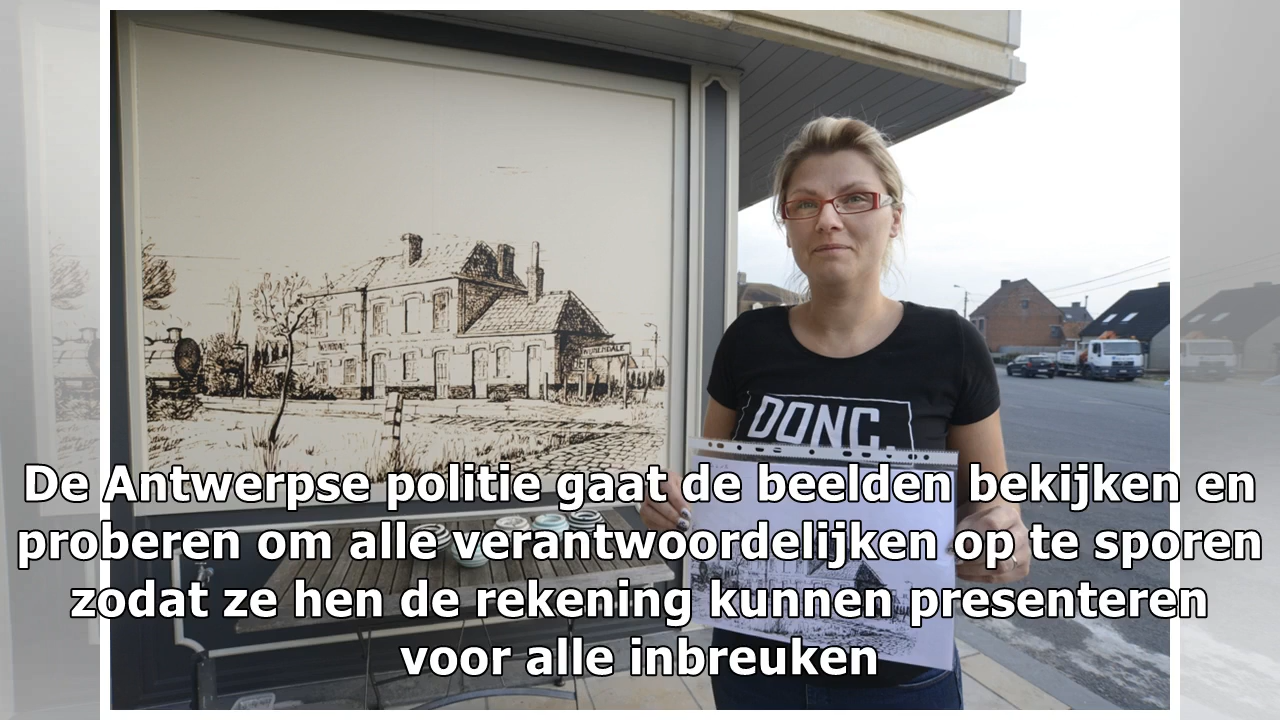 DONC.
De Antwerpse politie gaat de beelden bekijken en
proberen om alle verantwoordelijken op te sporen
zodat ze hen de rekening kunnen presenteren
voor alle inbreuken